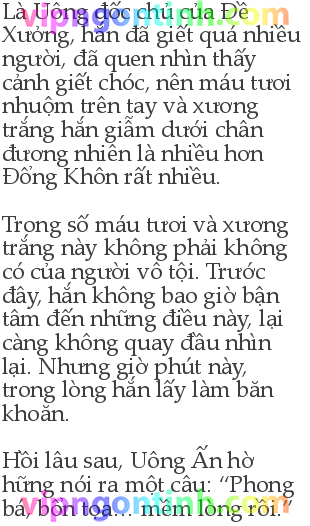 Là Uông đốc chủ của Đề
Xưởng, hắn đã giết quá nhiều
người, đã quen nhìn thấy
cảnh giết chóc, nên máu tươi
nhuộm trên tay và xương
trắng hắn giẫm dưới chân
đương nhiên là nhiều hơn
Đổng Khôn rất nhiều.
Trong số máu tươi và xương
trắng này không phải không
có của người vô tội. Trước
đây, hắn không bao giờ bận
tâm đến những điều này, lại
càng không quay đầu nhìn
lại. Nhưng giờ phút này,
trong lòng hắn lấy làm băn
khoăn.
Hồi lâu sau, Uông Ấn hờ
hững nói ra một câu: “Phong
bá, bổn tọa... mềm lòng rồi.”
vipngontinh.com
vipngontinh.com